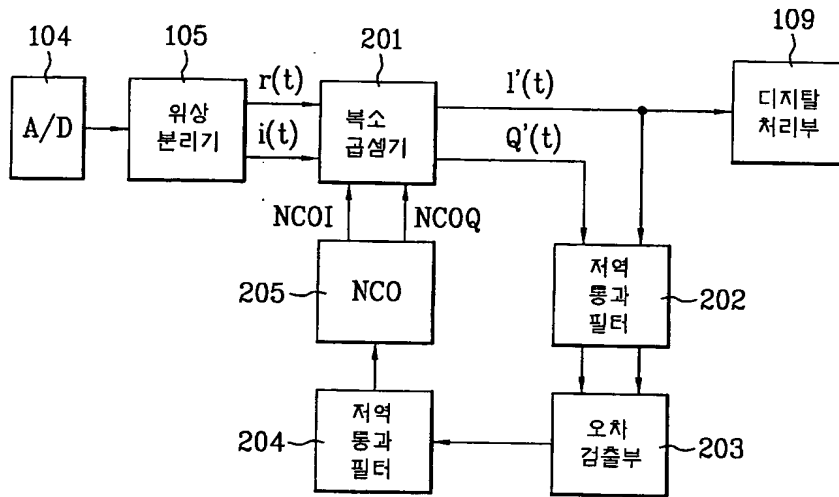 104
105
201
109
A/D
위상
분리기
r(t)
i(t)
복소
곱셈기
I'(t)
Q'(t)
디지탈
처리부
NCOI
NCOQ
205
NCO
저역
통과
필터
202
204
저역
통과
필터
오차
검출부
203